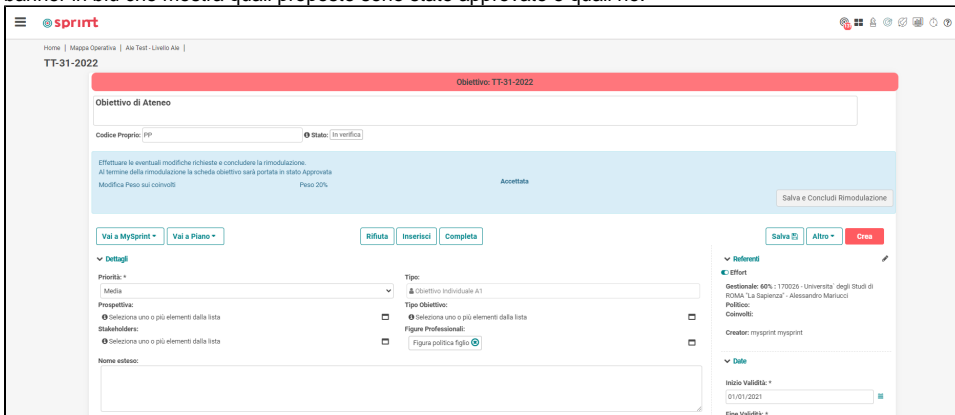 banner in blu che mostra quali proposte sono state approvate o quali no.
sprint
Home | Mappa Operativa | Ale Test - Livello Ale |
TT-31-2022
Obiettivo: TT-31-2022
Obiettivo di Ateneo
Codice Proprio: PP Stato: In verifica
Effettuare le eventuali modifiche richieste e concludere la rimodulazione.
Al termine della rimodulazione la scheda obiettivo sarà portata in stato Approvata
Modifica Peso sui coinvolti Peso 20% Accettata
Salva e Concludi Rimodulazione
Vai a MySprint Vai a Piano Rifiuta Inserisci Completa Salva Altro Crea
Dettagli
Priorità: * Tipo:
Media Obiettivo Individuale A1
Prospettiva: Tipo Obiettivo:
Seleziona uno o più elementi dalla lista Seleziona uno o più elementi dalla lista
Stakeholders: Figure Professionali:
Seleziona uno o più elementi dalla lista Figura politica figlio
Nome esteso:
Referenti
Effort
Gestionale: 60% : 170026 - Universita` degli Studi di
ROMA "La Sapienza" - Alessandro Mariucci
Politico:
Coinvolti:
Creator: mysprint mysprint
Date
Inizio Validità: *
01/01/2021
Fine Validità: *